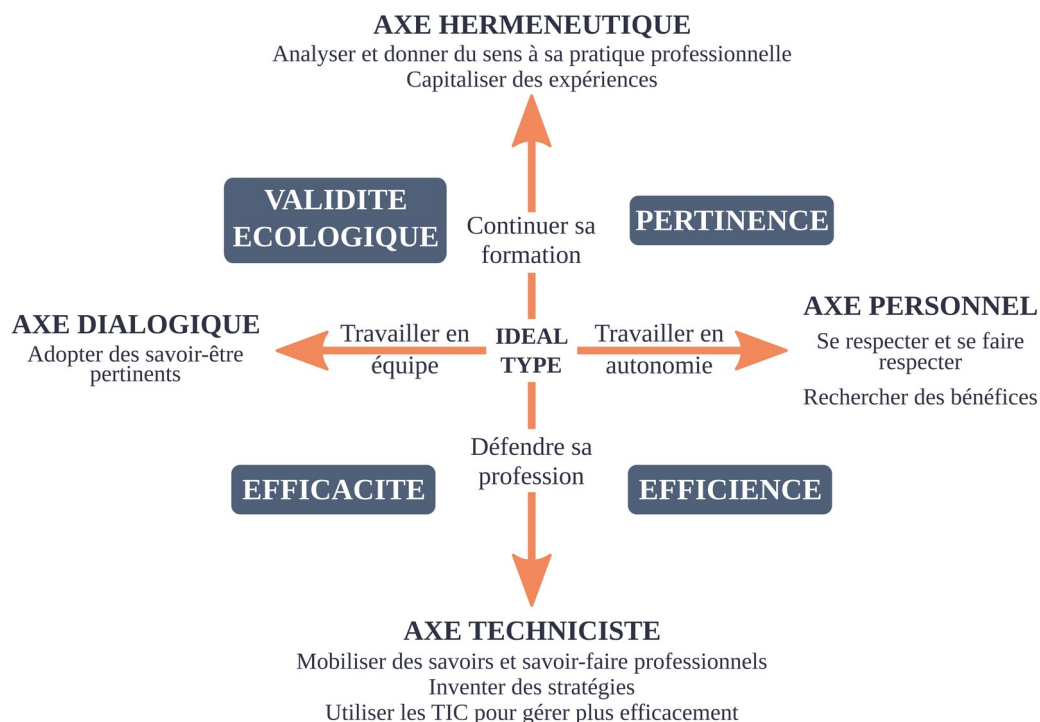 AXE HERMENEUTIQUE
Analyser et donner du sens à sa pratique professionnelle
Capitaliser des expériences
VALIDITE
ECOLOGIQUE
Continuer sa
formation
PERTINENCE
AXE DIALOGIQUE
Adopter des savoir-être
pertinents
Travailler en
équipe
IDEAL
TYPE
Travailler en
autonomie
AXE PERSONNEL
Se respecter et se faire
respecter
Rechercher des bénéfices
Défendre sa
profession
EFFICACITE
EFFICIENCE
AXE TECHNICISTE
Mobiliser des savoirs et savoir-faire professionnels
Inventer des stratégies
Utiliser les TIC pour gérer plus efficacement